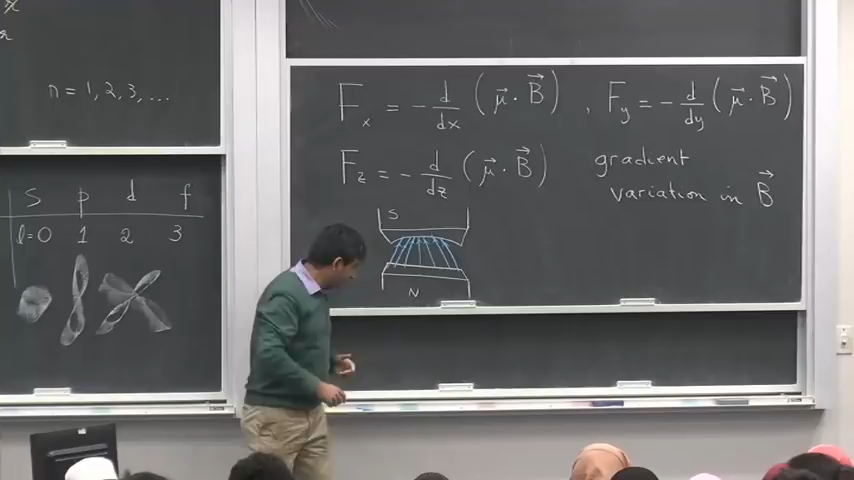 n = 1, 2, 3, ...
S p d f
l=0 1 2 3
F_x = - d/dx (μ⃗ · B⃗) , F_y = - d/dy (μ⃗ · B⃗)
F_z = - d/dz (μ⃗ · B⃗) gradient
variation in B⃗
S
N